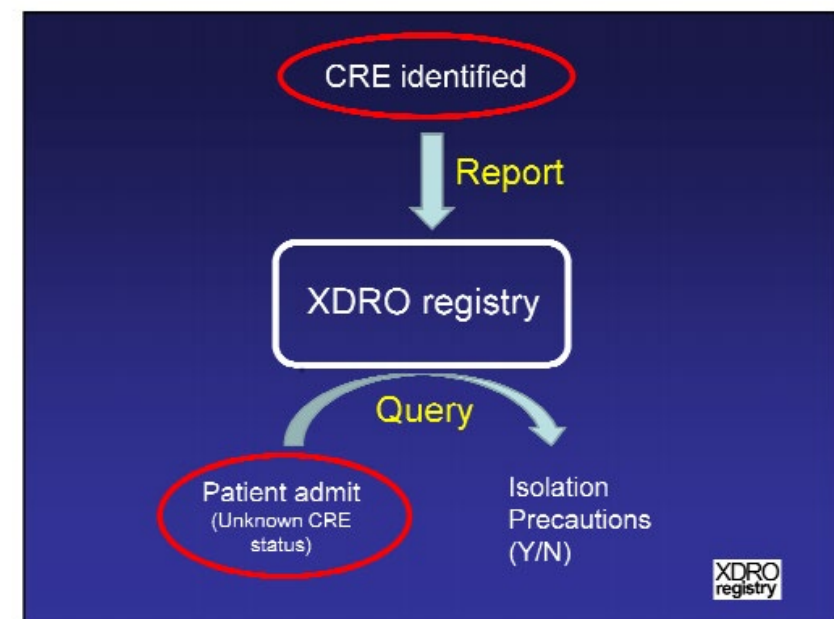 CRE identified
Report
XDRO registry
Query
Patient admit
(Unknown CRE
status)
Isolation
Precautions
(Y/N)
XDRO
registry